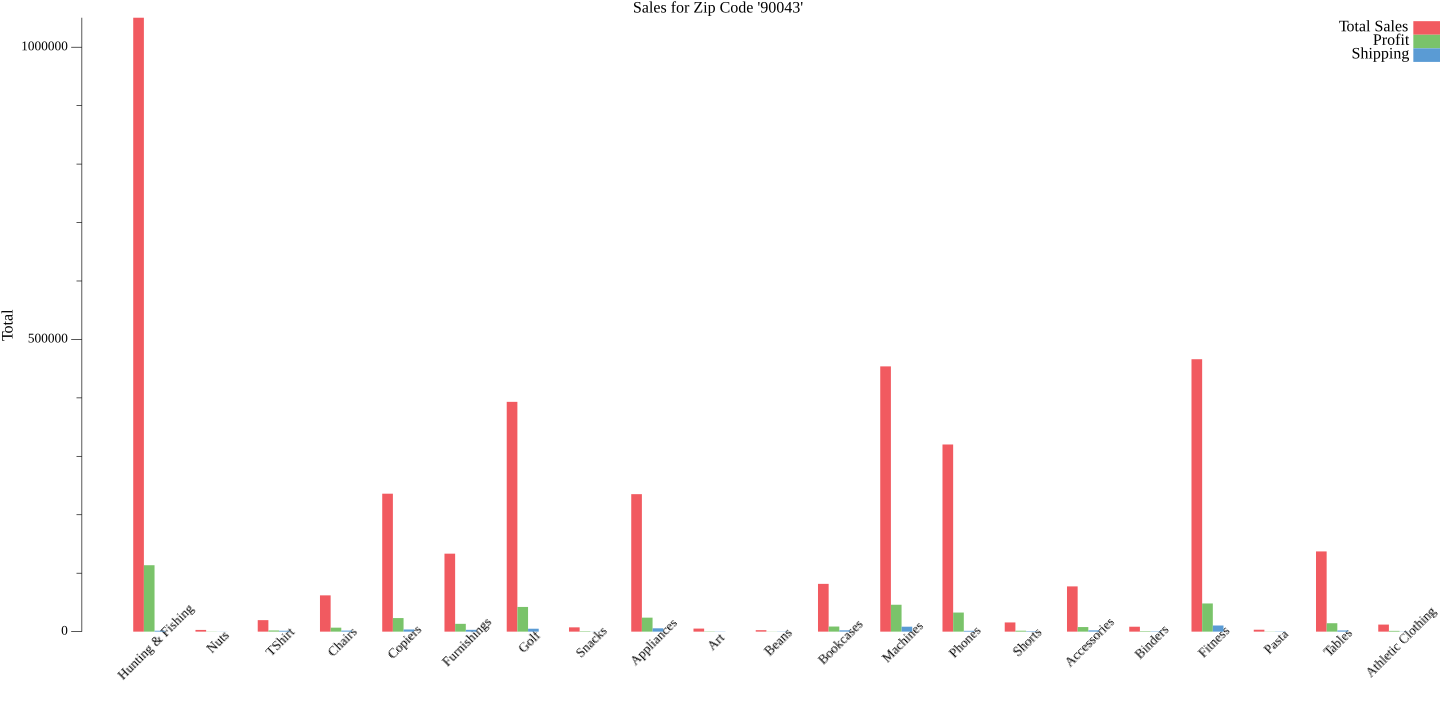 Sales for Zip Code '90043'
Total Sales
Profit
Shipping
1000000
500000
0
Total
Hunting & Fishing
Nuts
TShirt
Chairs
Copiers
Furnishings
Golf
Snacks
Appliances
Art
Beans
Bookcases
Machines
Phones
Shorts
Accessories
Binders
Fitness
Pasta
Tables
Athletic Clothing